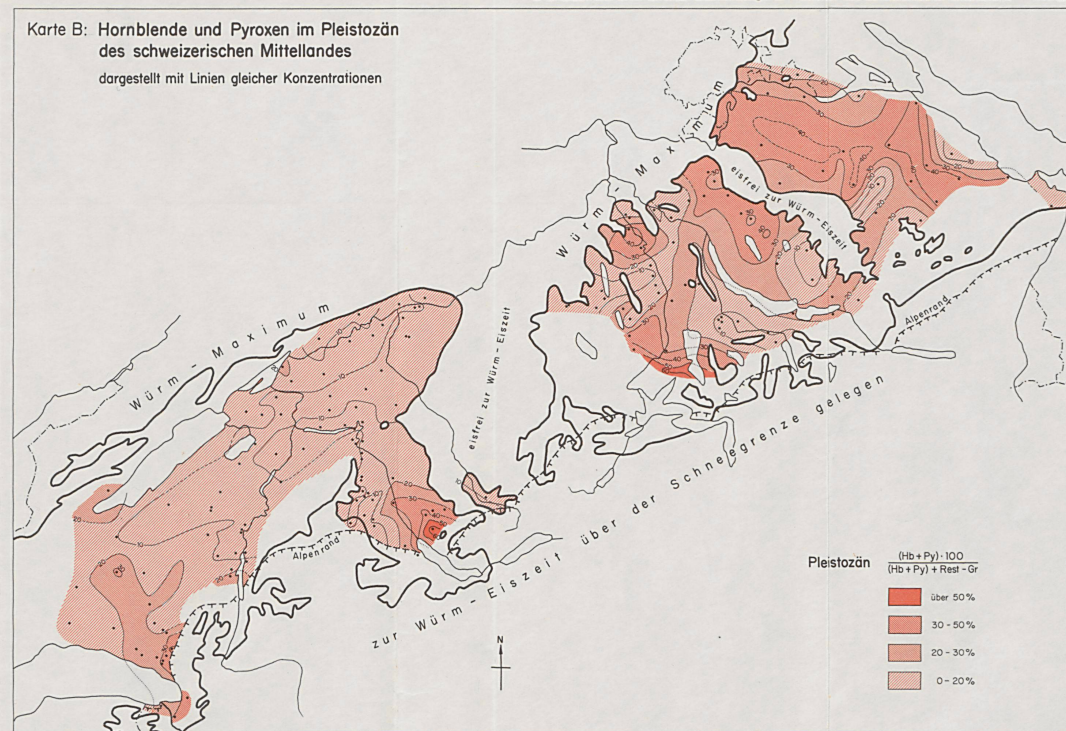 Karte B: Hornblende und Pyroxen im Pleistozän
des schweizerischen Mittellandes
dargestellt mit Linien gleicher Konzentrationen
Würm - Maximum
eisfrei zur Würm - Eiszeit
Würm - Maximum
eisfrei zur Würm - Eiszeit
Alpenrand
Alpenrand
zur Würm - Eiszeit über der Schneegrenze gelegen
N
Pleistozän
(Hb + Py) · 100
(Hb + Py) + Rest - Gr
über 50 %
30 - 50 %
20 - 30 %
0 - 20 %